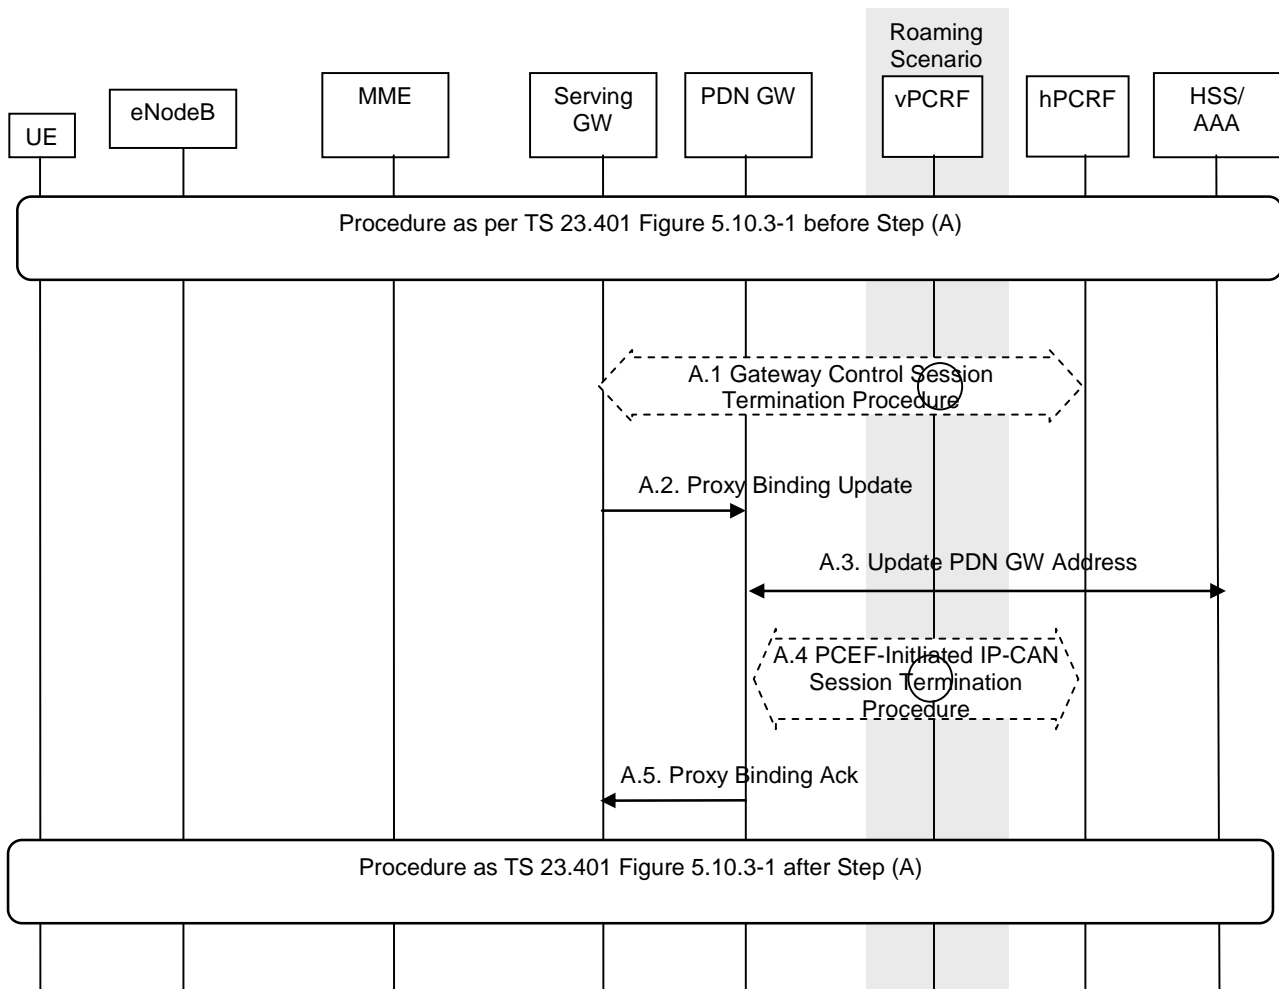 Roaming
Scenario
UE
eNodeB
MME
Serving
GW
PDN GW
vPCRF
hPCRF
HSS/
AAA
Procedure as per TS 23.401 Figure 5.10.3-1 before Step (A)
A.1 Gateway Control Session
Termination Procedure
A.2. Proxy Binding Update
A.3. Update PDN GW Address
A.4 PCEF-Initliated IP-CAN
Session Termination
Procedure
A.5. Proxy Binding Ack
Procedure as TS 23.401 Figure 5.10.3-1 after Step (A)